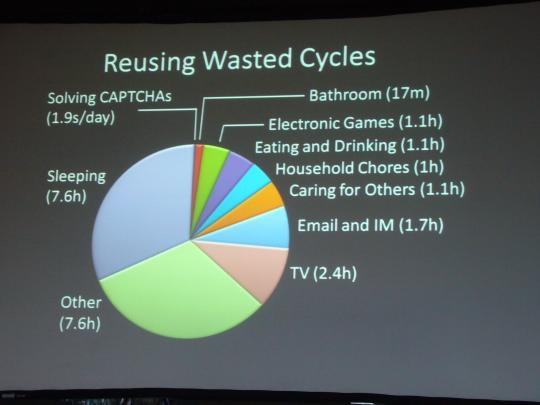 Reusing Wasted Cycles
Solving CAPTCHAs
(1.9s/day)
Bathroom (17m)
Electronic Games (1.1h)
Eating and Drinking (1.1h)
Household Chores (1h)
Caring for Others (1.1h)
Sleeping
(7.6h)
Email and IM (1.7h)
TV (2.4h)
Other
(7.6h)